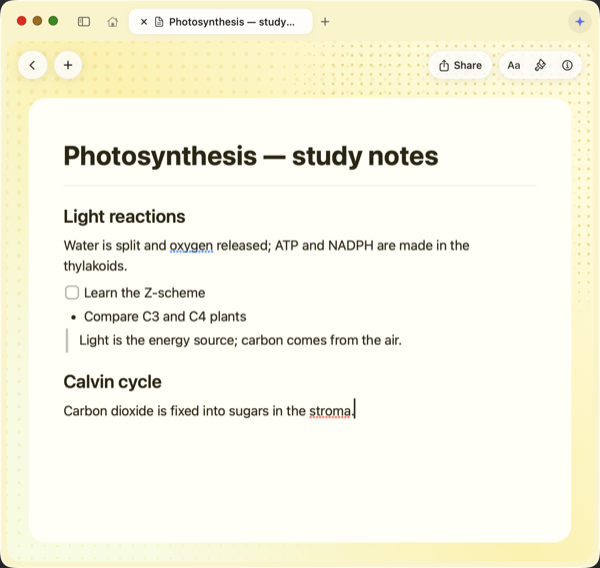 Photosynthesis — study...
Share
Aa
Photosynthesis — study notes
Light reactions
Water is split and oxygen released; ATP and NADPH are made in the
thylakoids.
Learn the Z-scheme
• Compare C3 and C4 plants
Light is the energy source; carbon comes from the air.
Calvin cycle
Carbon dioxide is fixed into sugars in the stroma.